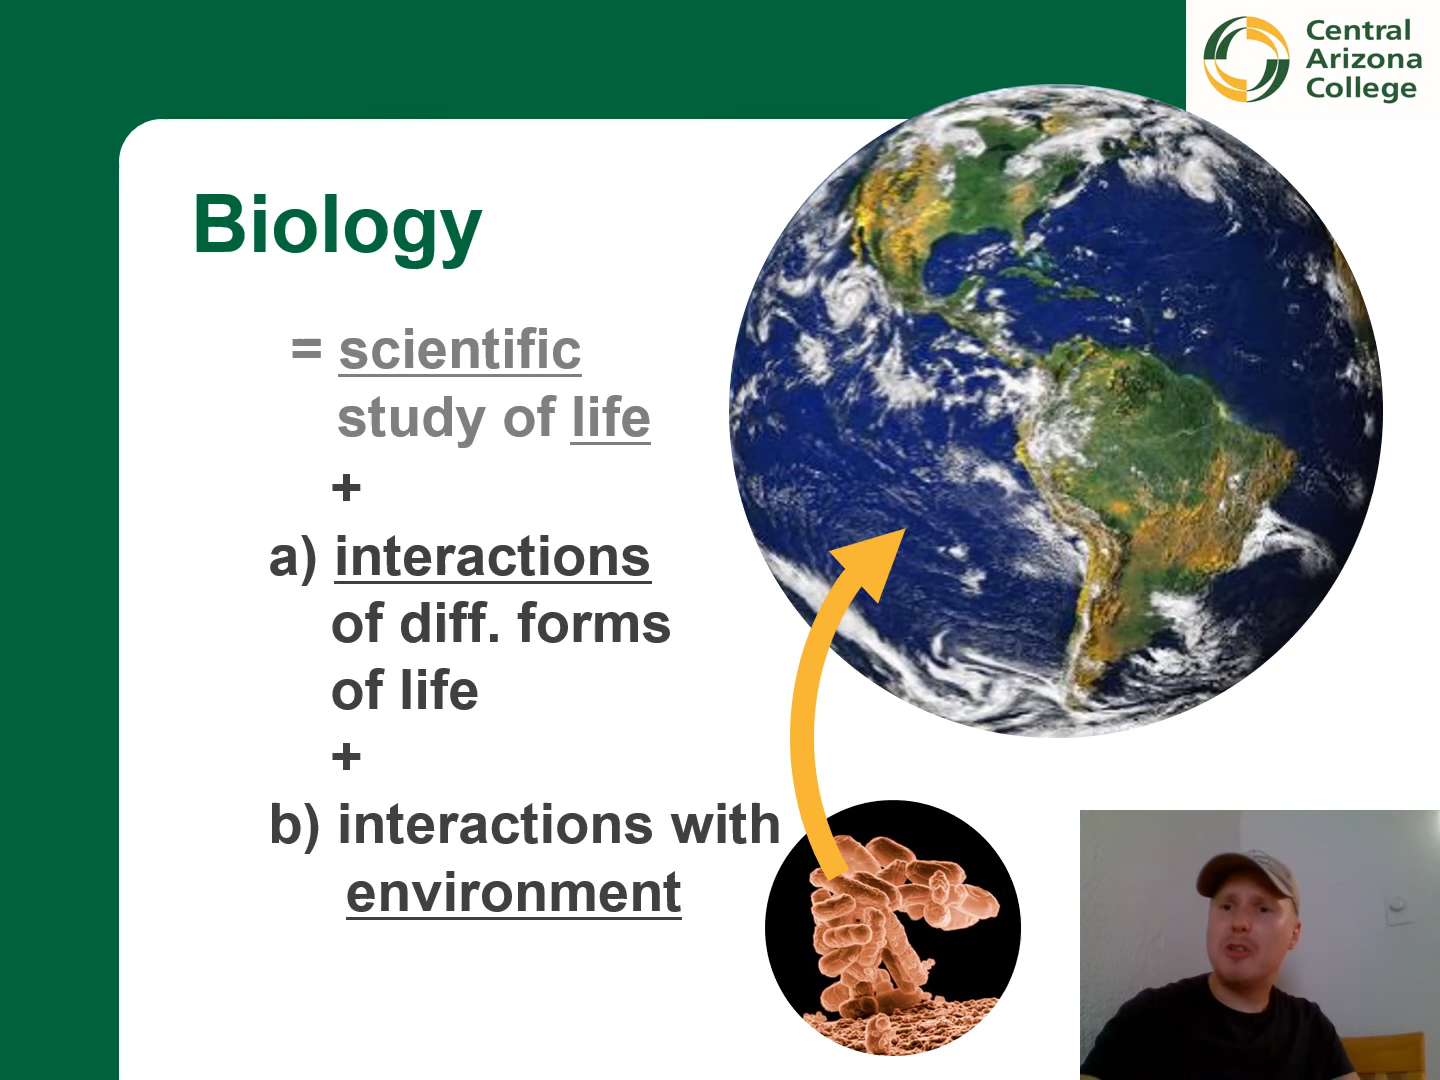 Central
Arizona
College
Biology
= scientific
study of life
+
a) interactions
of diff. forms
of life
+
b) interactions with
environment